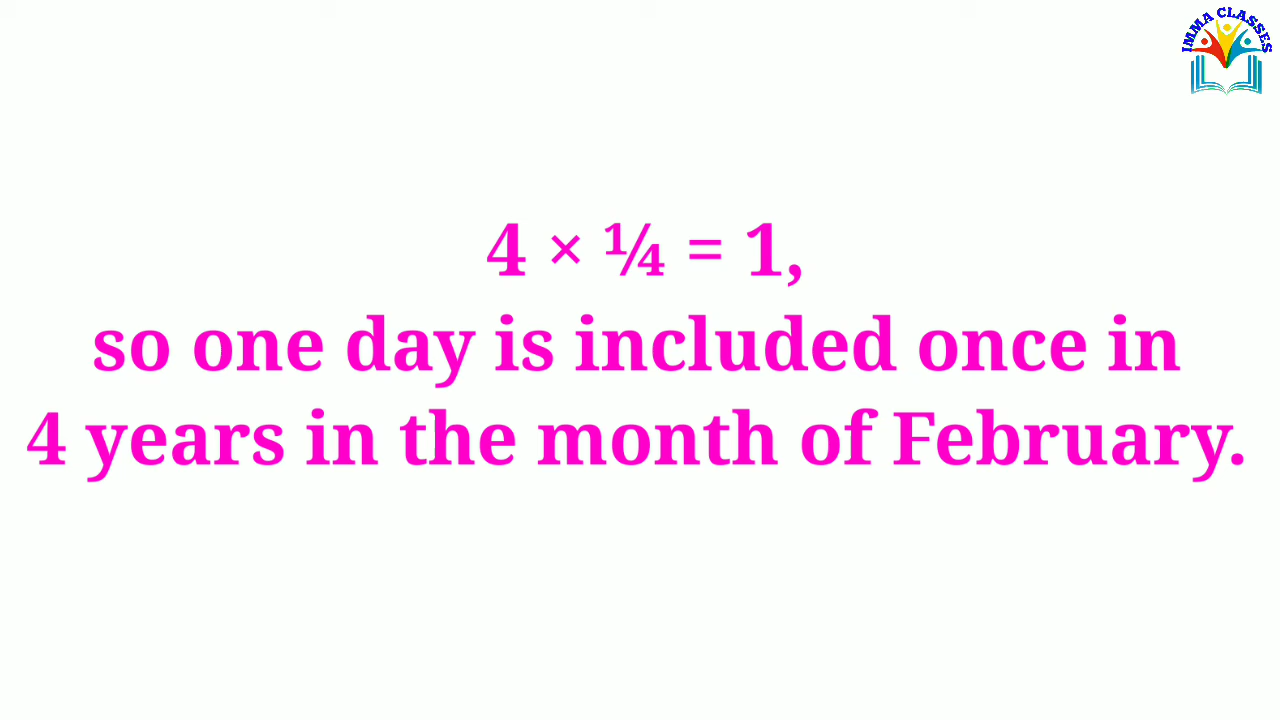 IMMA CLASSES
4 × ¼ = 1,
so one day is included once in
4 years in the month of February.